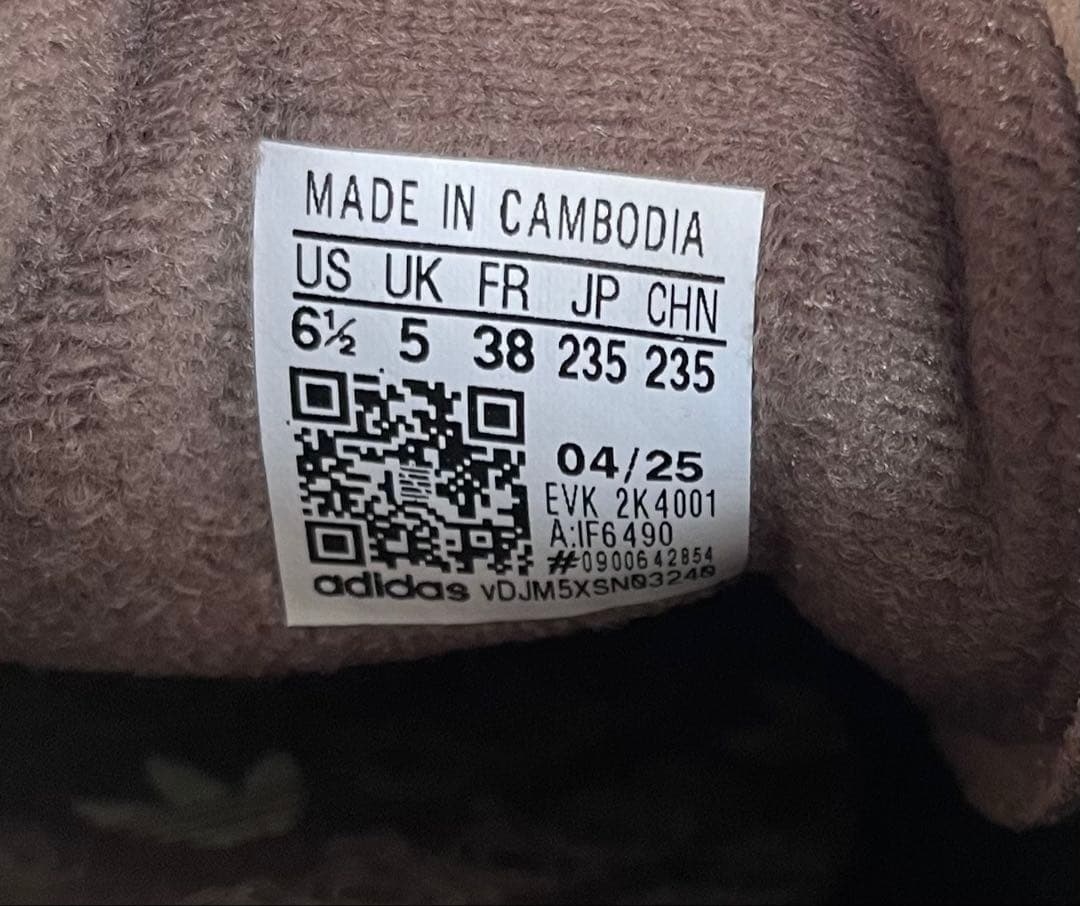 MADE IN CAMBODIA
US UK FR JP CHN
6½ 5 38 235 235
04/25
EVK 2K4001
A:IF6490
#0900642854
adidas vDJM5XSN03240